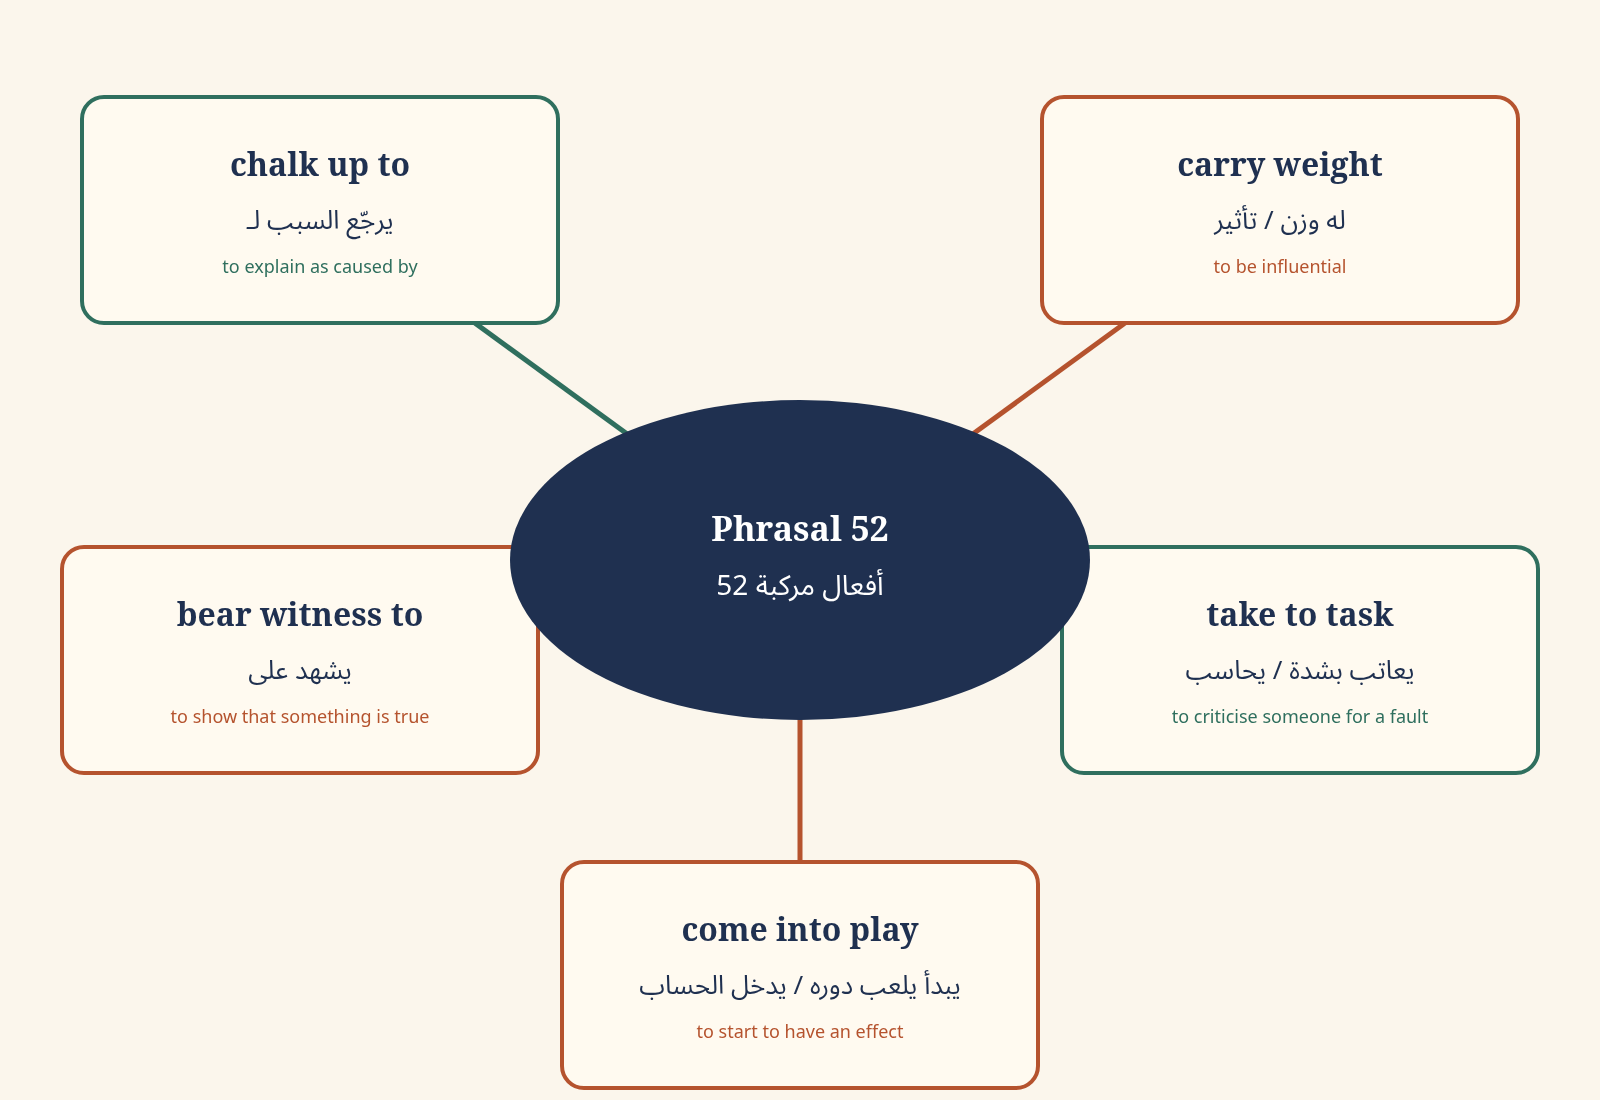 chalk up to
يرجّع السبب لـ
to explain as caused by
carry weight
له وزن / تأثير
to be influential
Phrasal 52
أفعال مركبة 52
bear witness to
يشهد على
to show that something is true
take to task
يعاتب بشدة / يحاسب
to criticise someone for a fault
come into play
يبدأ يلعب دوره / يدخل الحساب
to start to have an effect